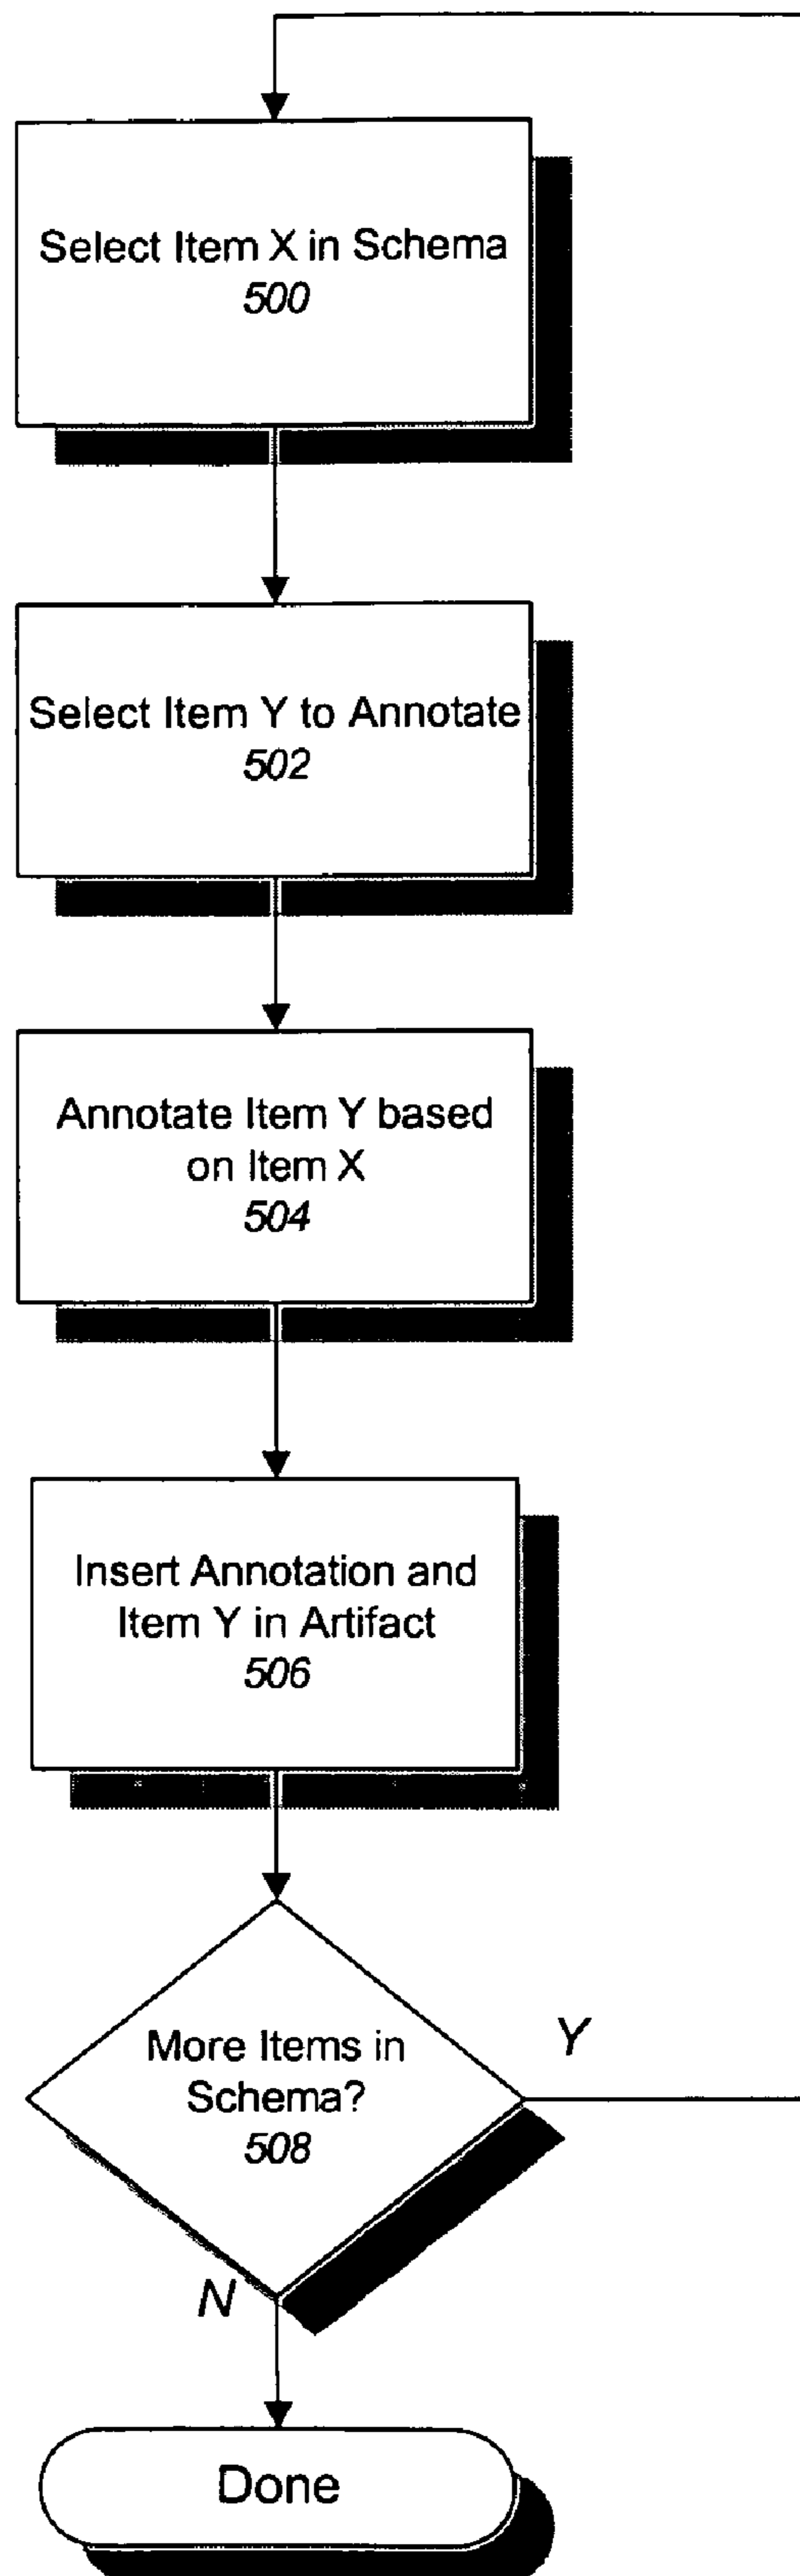 Select Item X in Schema
500
Select Item Y to Annotate
502
Annotate Item Y based
on Item X
504
Insert Annotation and
Item Y in Artifact
506
More Items in
Schema?
508
Y
N
Done